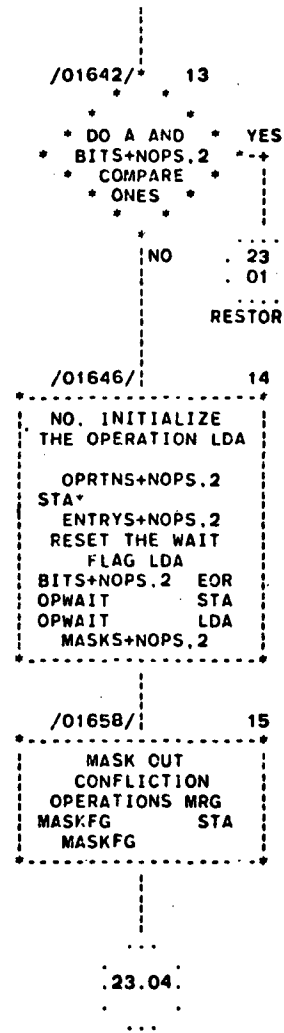 /01642/* 13
DO A AND YES
BITS+NOPS,2
COMPARE
ONES
NO . 23
. 01
RESTOR
/01646/ 14
NO. INITIALIZE
THE OPERATION LDA
OPRTNS+NOPS,2
STA*
ENTRYS+NOPS,2
RESET THE WAIT
FLAG LDA
BITS+NOPS,2 EOR
OPWAIT STA
OPWAIT LDA
MASKS+NOPS,2
/01658/ 15
MASK OUT
CONFLICTION
OPERATIONS MRG
MASKFG STA
MASKFG
.23.04.